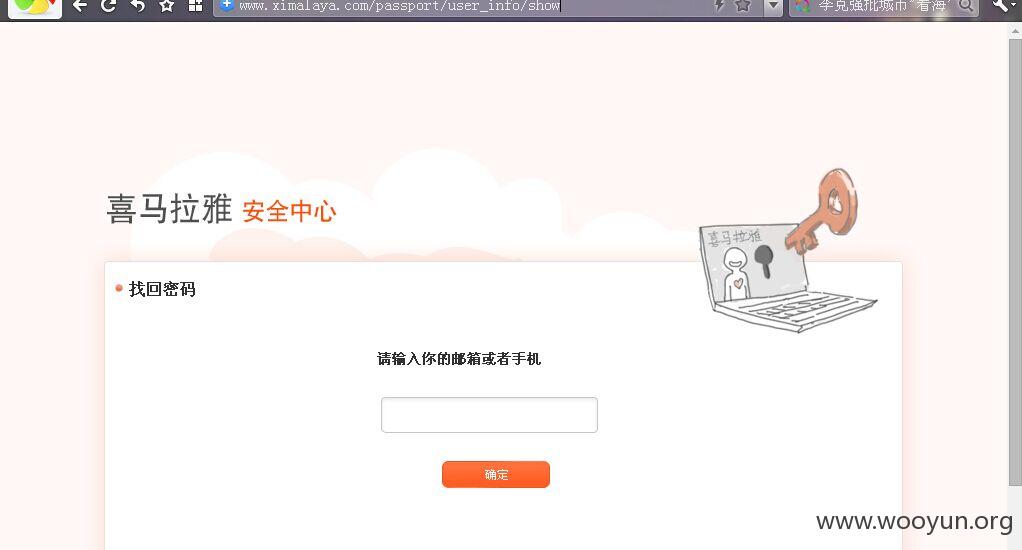 www.ximalaya.com/passport/user_info/show
李克强批城市"看海"
喜马拉雅 安全中心
喜马拉雅
找回密码
请输入你的邮箱或者手机
确定
www.wooyun.org